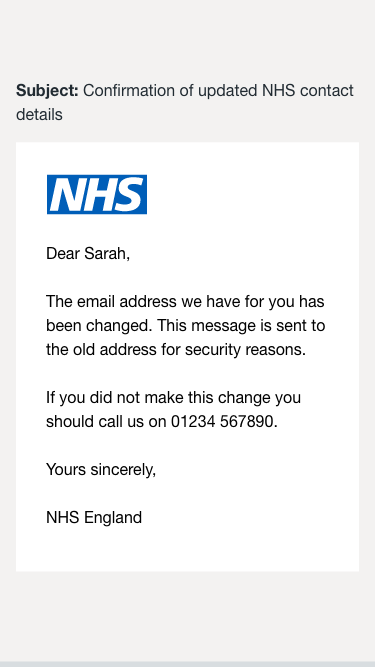 Subject: Confirmation of updated NHS contact
details
NHS
Dear Sarah,
The email address we have for you has
been changed. This message is sent to
the old address for security reasons.
If you did not make this change you
should call us on 01234 567890.
Yours sincerely,
NHS England